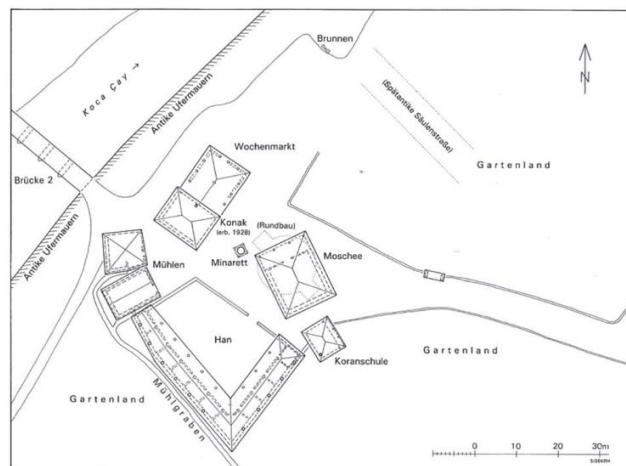 Brunnen
N
Koca Çay →
Antike Ufermauern
(Spätantike Säulenstraße)
Gartenland
Wochenmarkt
Brücke 2
Konak
(erb. 1928)
(Rundbau)
Antike Ufermauern
Minarett
Moschee
Mühlen
Han
Koranschule
Gartenland
Gartenland
Mühlgraben
0 10 20 30m